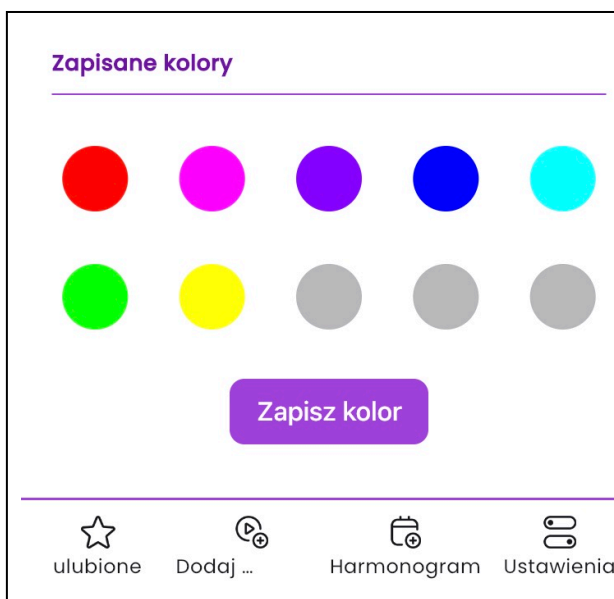 Zapisane kolory
Zapisz kolor
ulubione
Dodaj ...
Harmonogram
Ustawienia